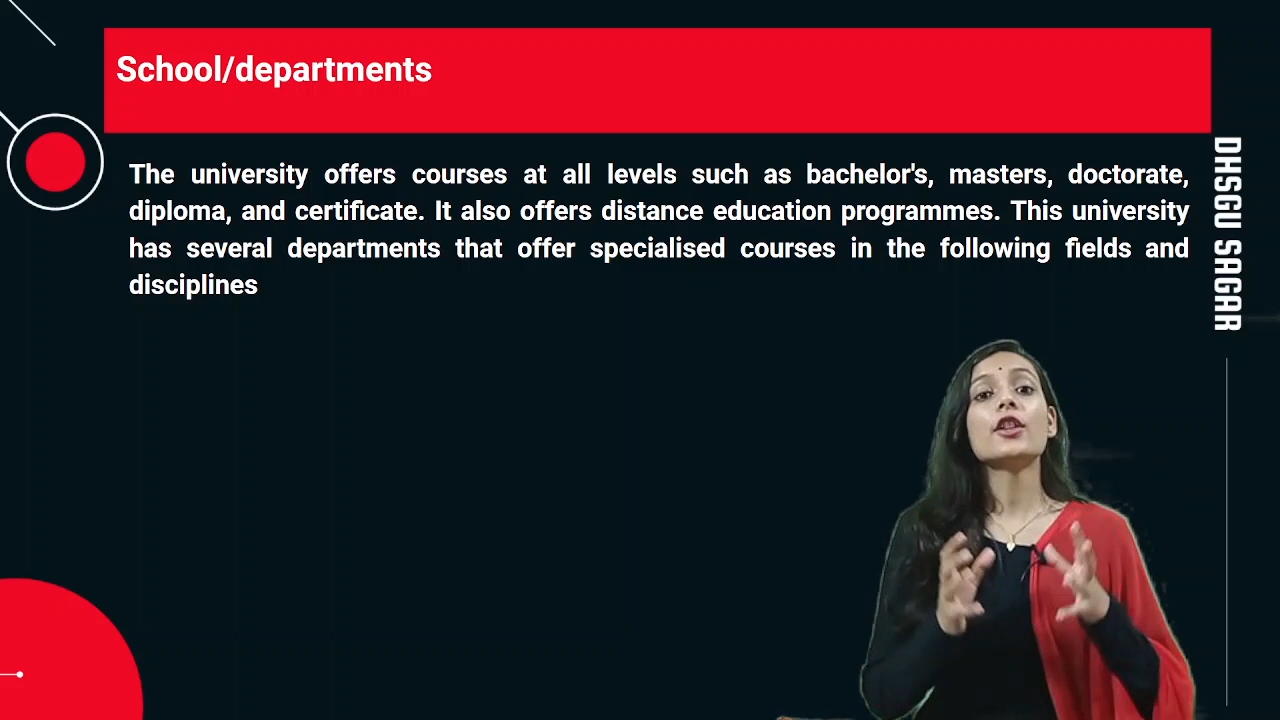 School/departments
The university offers courses at all levels such as bachelor's, masters, doctorate,
diploma, and certificate. It also offers distance education programmes. This university
has several departments that offer specialised courses in the following fields and
disciplines
DHSGU SAGAR